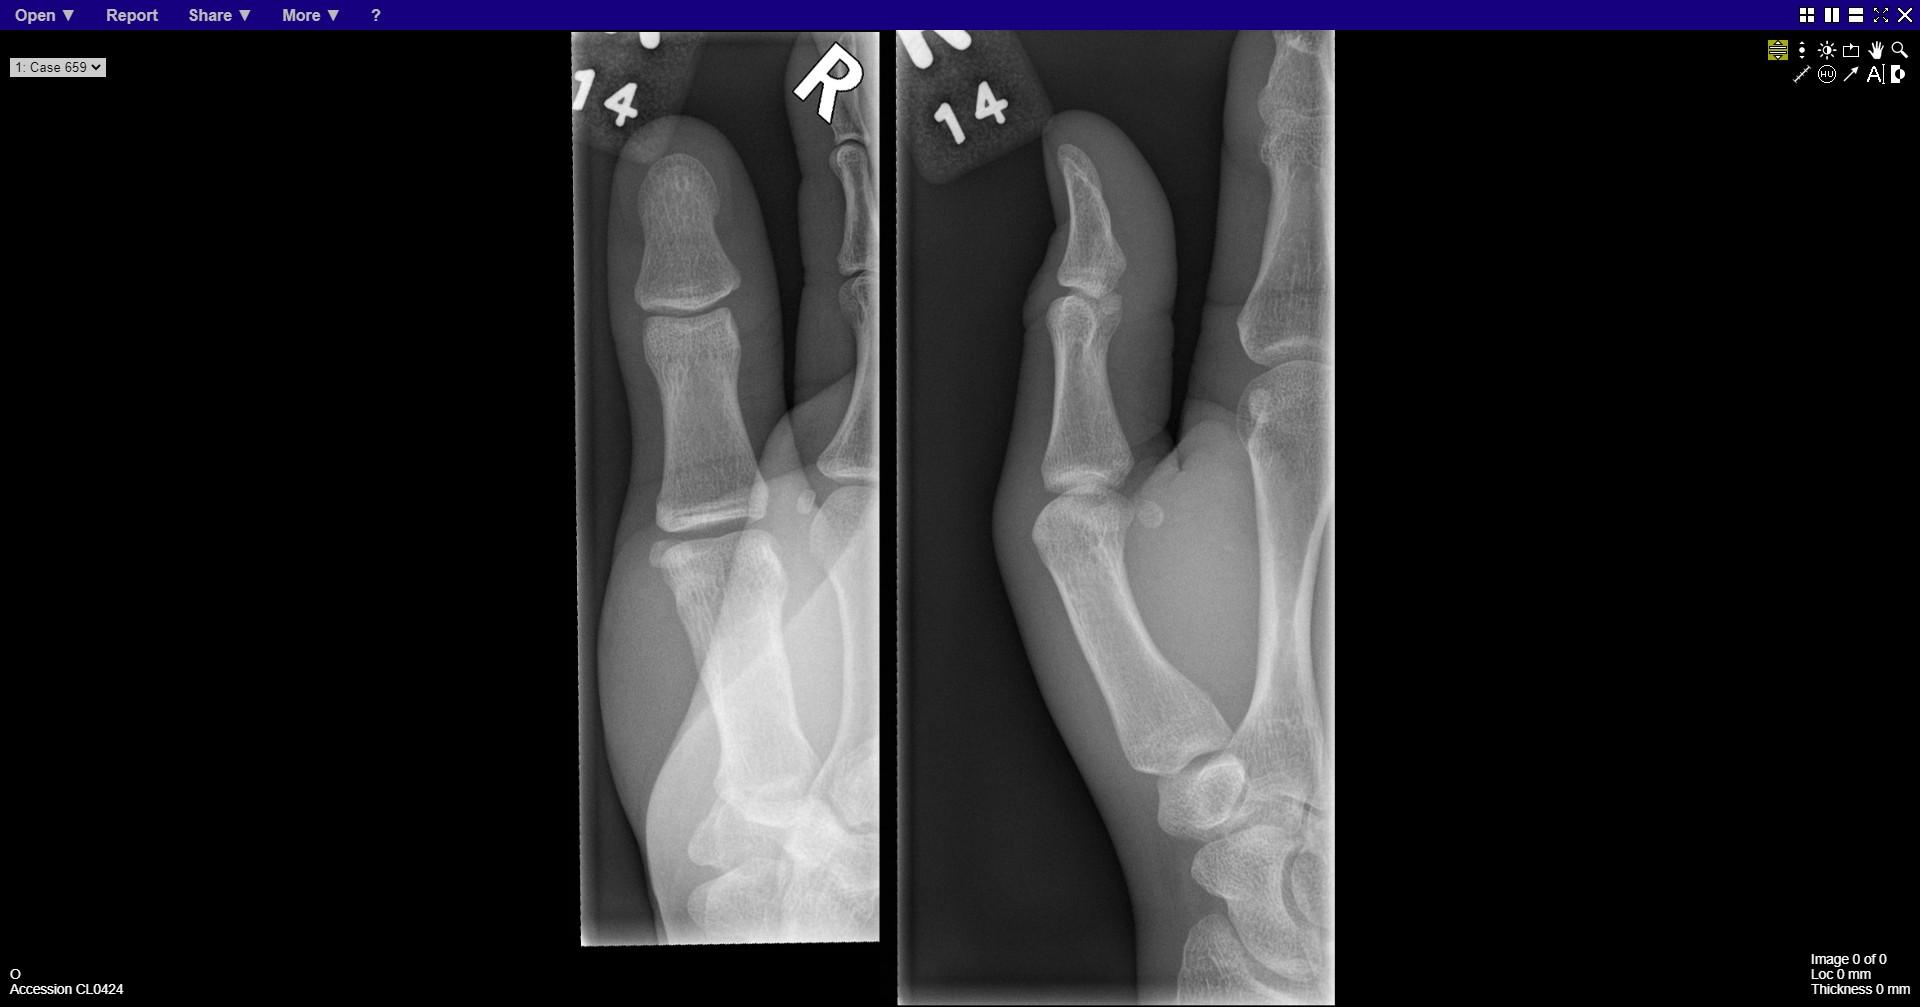 Open ▼ Report Share ▼ More ▼ ?
1: Case 659
14
R
14
HU
A
O
Accession CL0424
Image 0 of 0
Loc 0 mm
Thickness 0 mm